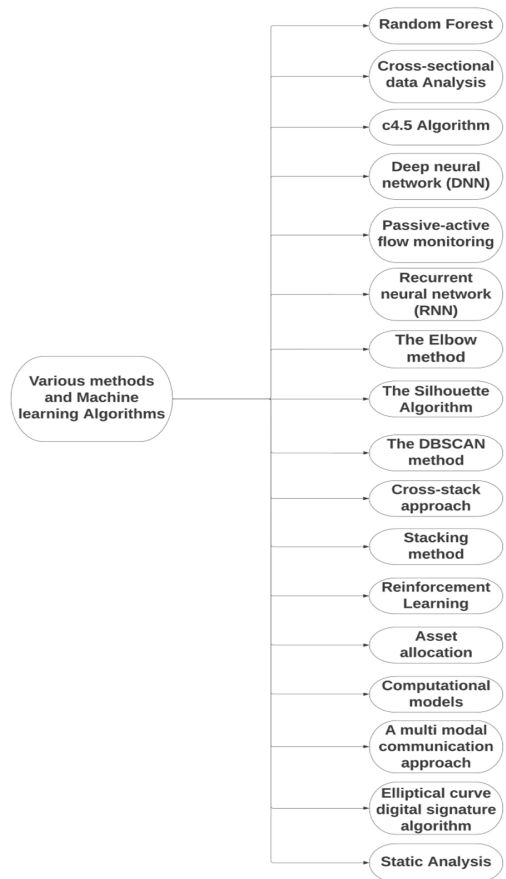 Various methods
and Machine
learning Algorithms
Random Forest
Cross-sectional
data Analysis
c4.5 Algorithm
Deep neural
network (DNN)
Passive-active
flow monitoring
Recurrent
neural network
(RNN)
The Elbow
method
The Silhouette
Algorithm
The DBSCAN
method
Cross-stack
approach
Stacking
method
Reinforcement
Learning
Asset
allocation
Computational
models
A multi modal
communication
approach
Elliptical curve
digital signature
algorithm
Static Analysis